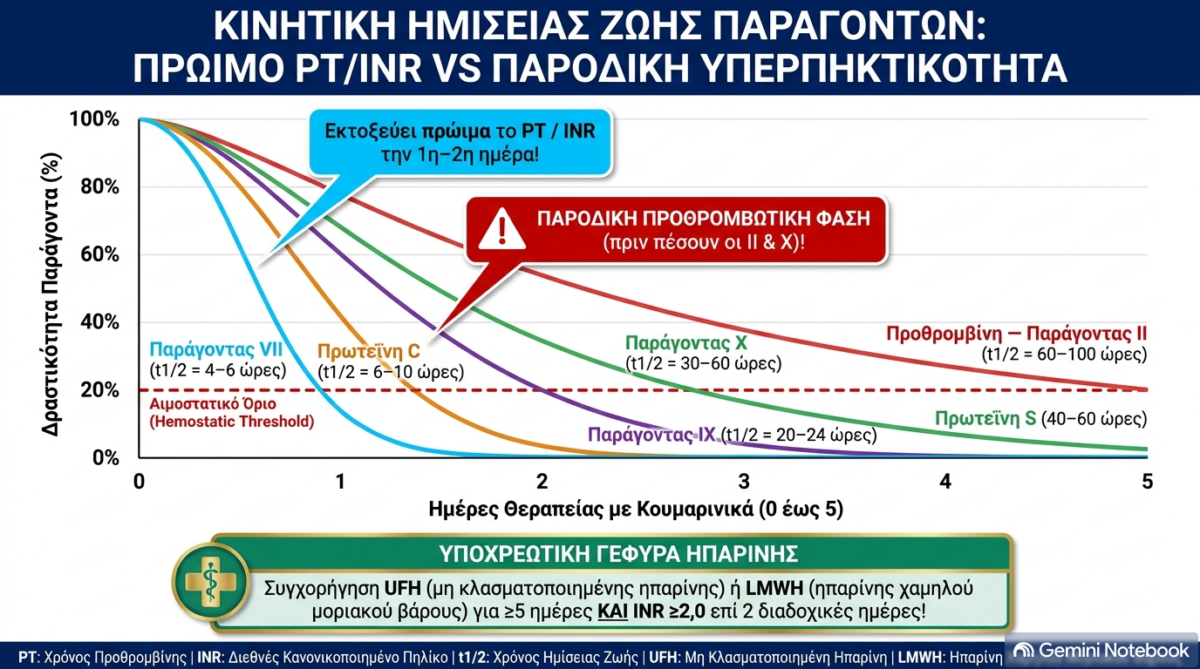 ΚΙΝΗΤΙΚΗ ΗΜΙΣΕΙΑΣ ΖΩΗΣ ΠΑΡΑΓΟΝΤΩΝ:
ΠΡΩΙΜΟ PT/INR VS ΠΑΡΟΔΙΚΗ ΥΠΕΡΠΗΚΤΙΚΟΤΗΤΑ
Δραστικότητα Παράγοντα (%)
100%
80%
60%
40%
20%
0%
Εκτοξεύει πρώιμα το PT / INR
την 1η–2η ημέρα!
ΠΑΡΟΔΙΚΗ ΠΡΟΘΡΟΜΒΩΤΙΚΗ ΦΑΣΗ
(πριν πέσουν οι II & X)!
Παράγοντας VII
(t1/2 = 4–6 ώρες)
Πρωτεΐνη C
(t1/2 = 6–10 ώρες)
Παράγοντας X
(t1/2 = 30–60 ώρες)
Προθρομβίνη — Παράγοντας II
(t1/2 = 60–100 ώρες)
Αιμοστατικό Όριο
(Hemostatic Threshold)
Πρωτεΐνη S (40–60 ώρες)
Παράγοντας IX (t1/2 = 20–24 ώρες)
0 1 2 3 4 5
Ημέρες Θεραπείας με Κουμαρινικά (0 έως 5)
ΥΠΟΧΡΕΩΤΙΚΗ ΓΕΦΥΡΑ ΗΠΑΡΙΝΗΣ
Συγχορήγηση UFH (μη κλασματοποιημένης ηπαρίνης) ή LMWH (ηπαρίνης χαμηλού
μοριακού βάρους) για ≥5 ημέρες ΚΑΙ INR ≥2,0 επί 2 διαδοχικές ημέρες!
PT: Χρόνος Προθρομβίνης | INR: Διεθνές Κανονικοποιημένο Πηλίκο | t1/2: Χρόνος Ημίσειας Ζωής | UFH: Μη Κλασματοποιημένη Ηπαρίνη | LMWH: Ηπαρίνη
Gemini Notebook